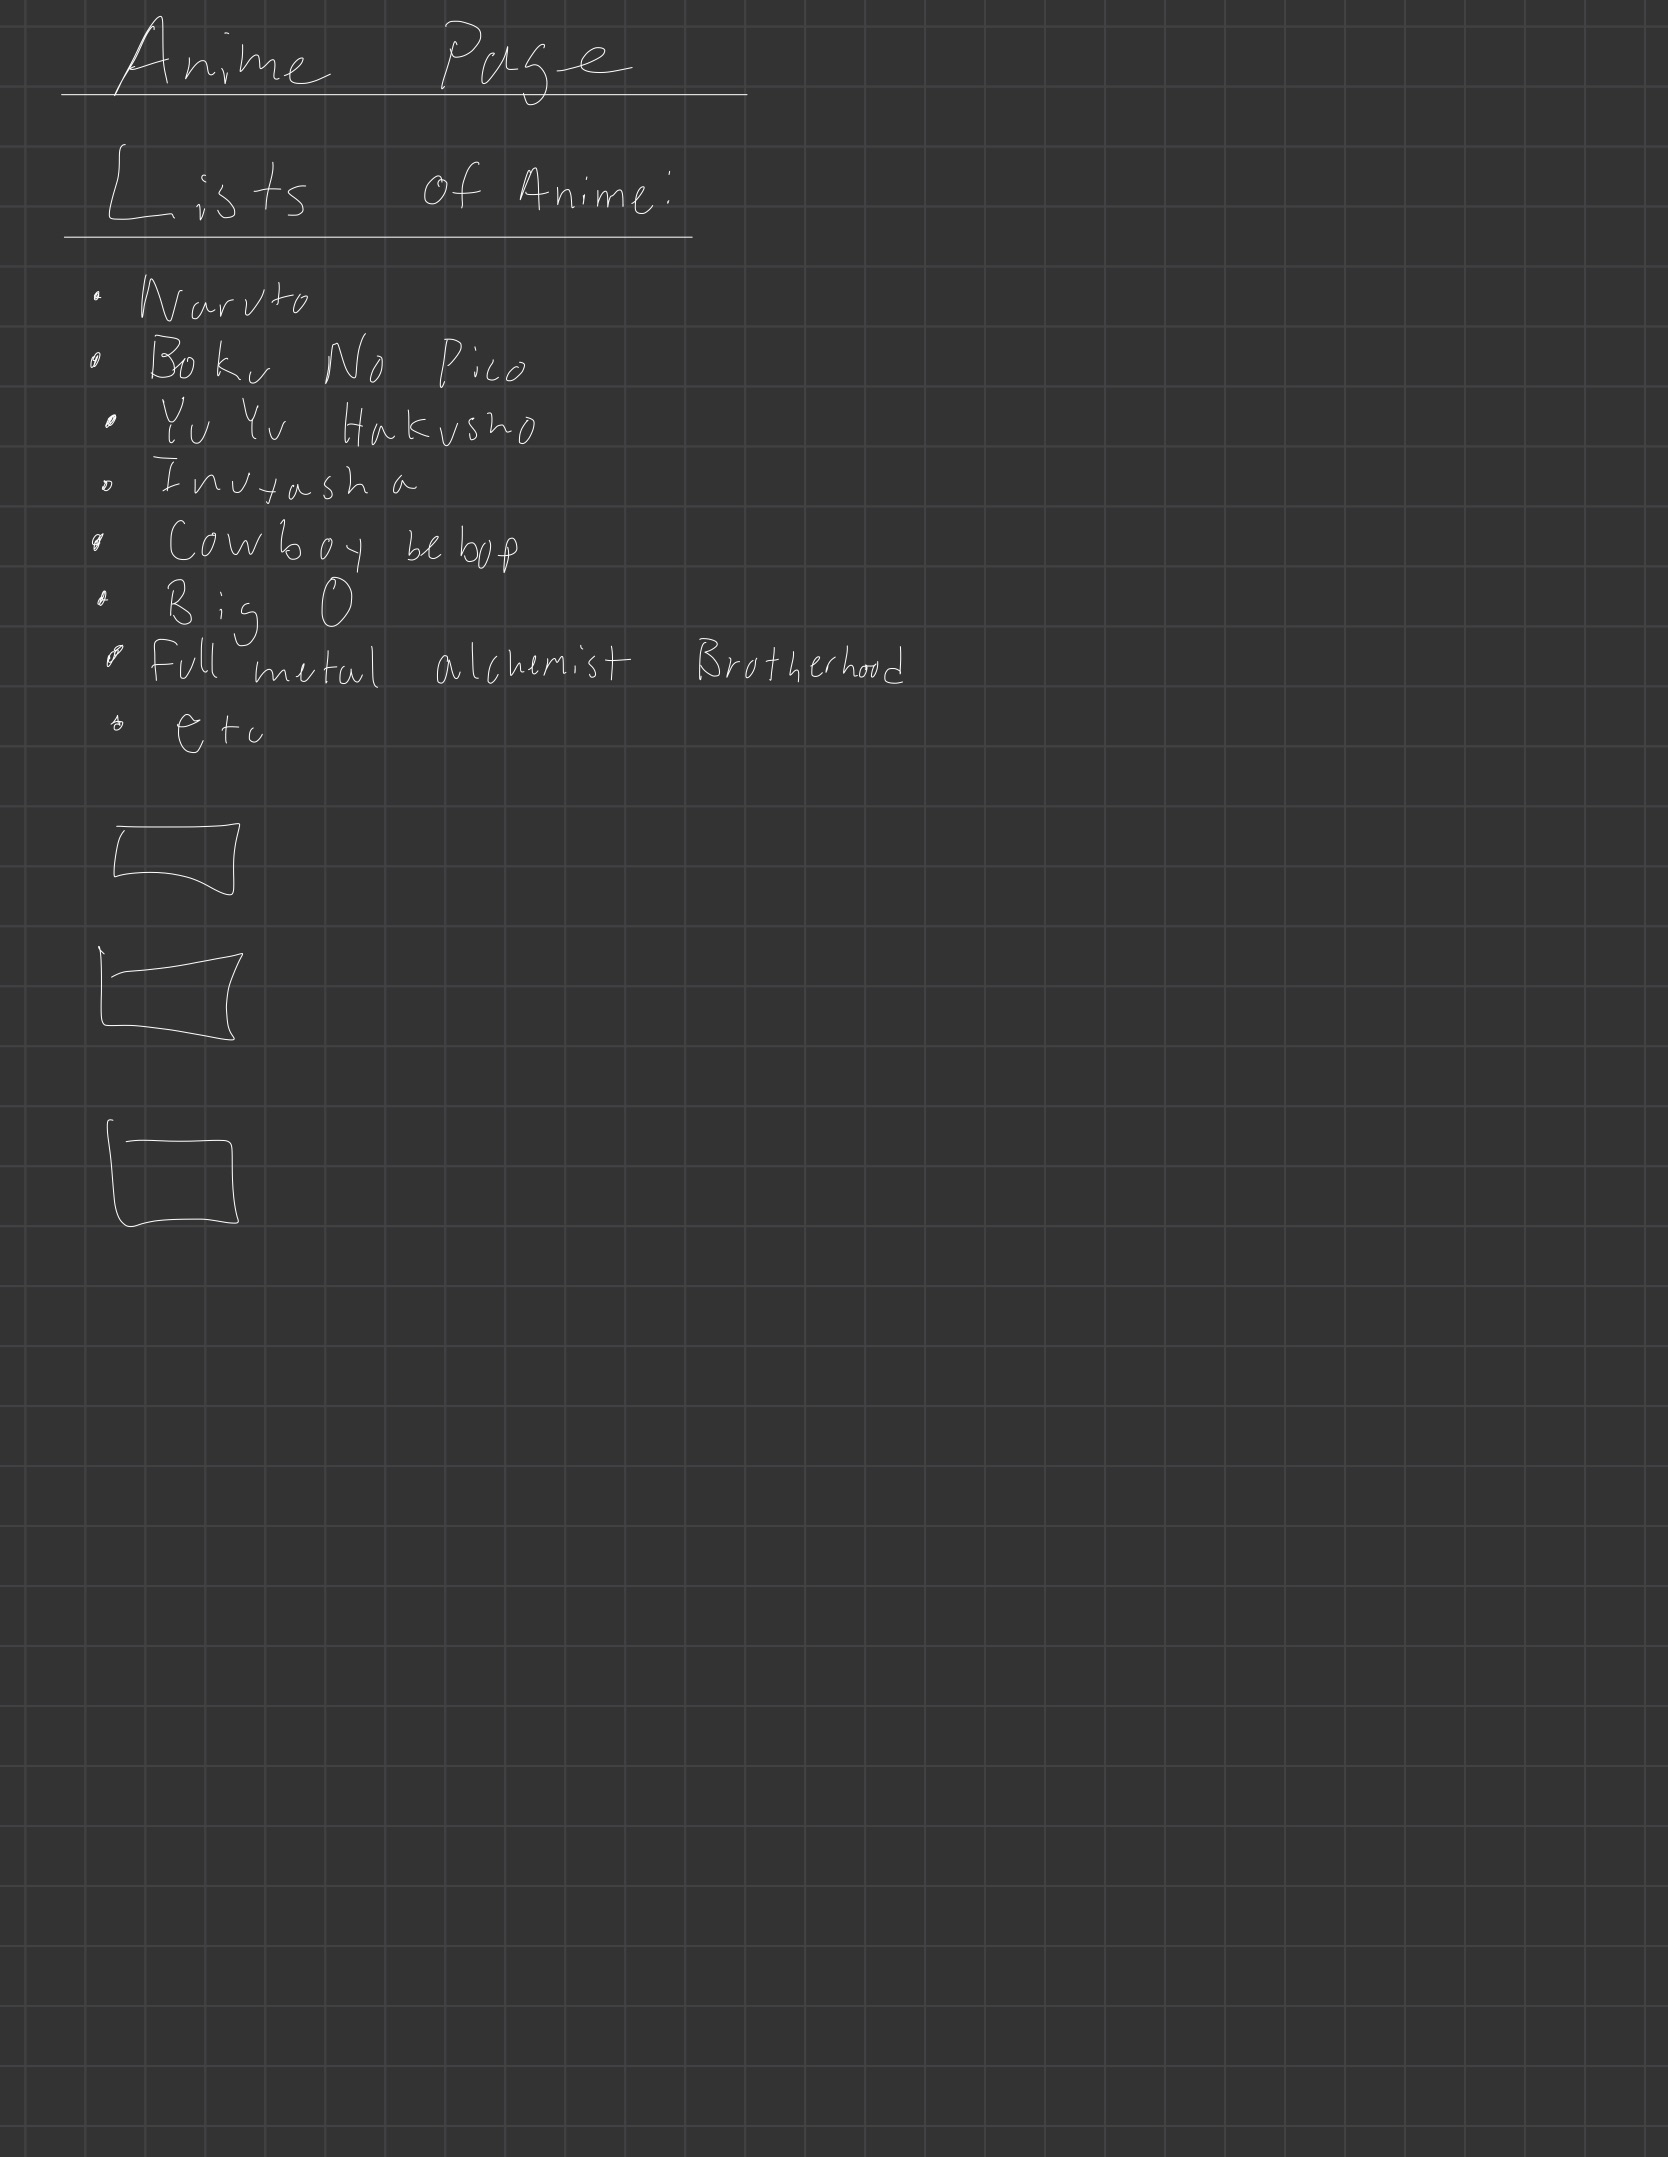 Anime Page
Lists of Anime:
• Naruto
• Boku No Pico
• Yu Yu Hakusho
• Inuyasha
• Cowboy bebop
• Big O
• Full metal alchemist Brotherhood
• etc